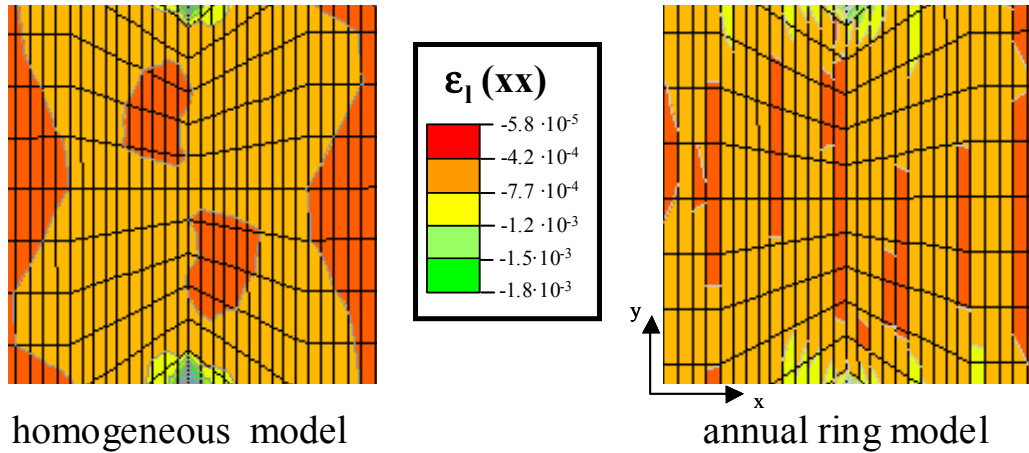 ε_l (xx)
-5.8 ·10⁻⁵
-4.2 ·10⁻⁴
-7.7 ·10⁻⁴
-1.2 ·10⁻³
-1.5·10⁻³
-1.8·10⁻³
y
x
homogeneous model
annual ring model